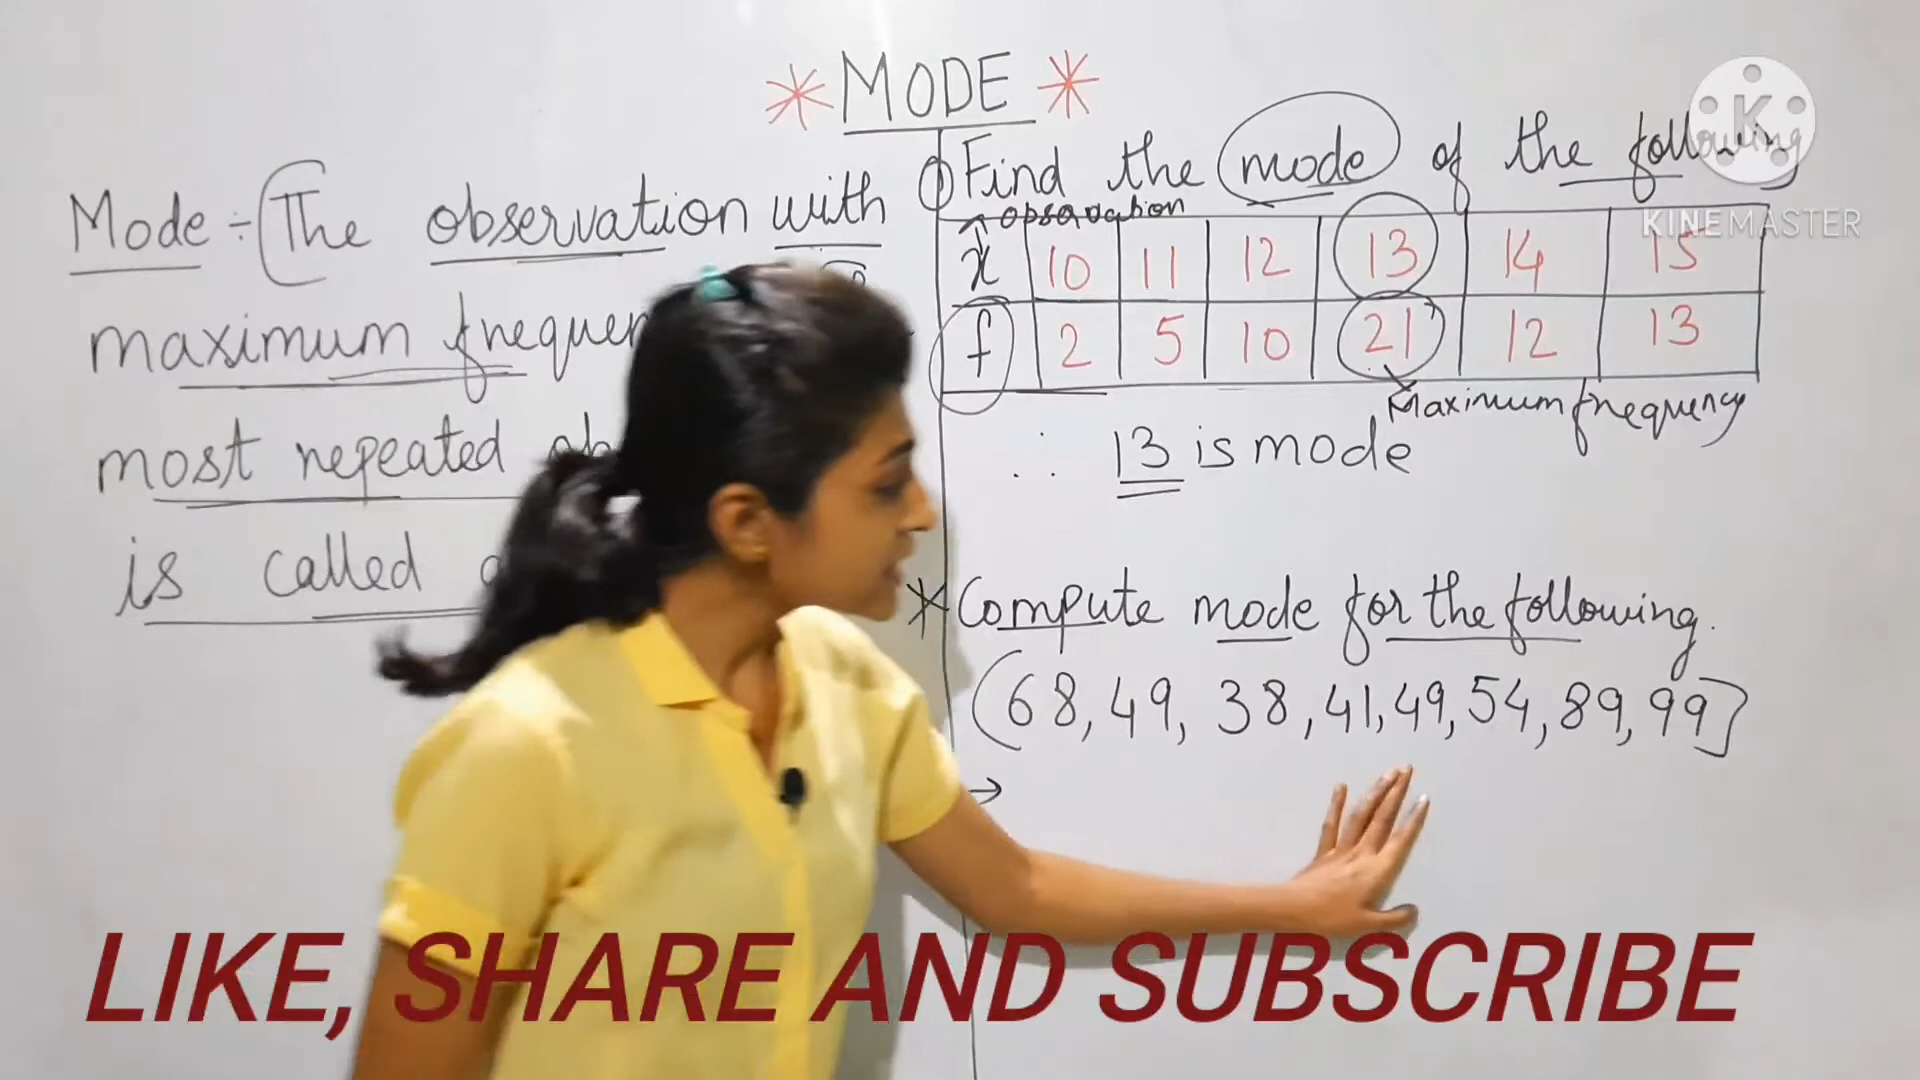 * MODE *
Mode ÷ (The observation with
maximum
most repeated
is called
Find the mode of the following
observation
x 10 11 12 13 14 15
f 2 5 10 21 12 13
Maximum frequency
∴ 13 is mode
* Compute mode for the following.
(68, 49, 38, 41, 49, 54, 89, 99]
→
K
KINEMASTER
LIKE, SHARE AND SUBSCRIBE